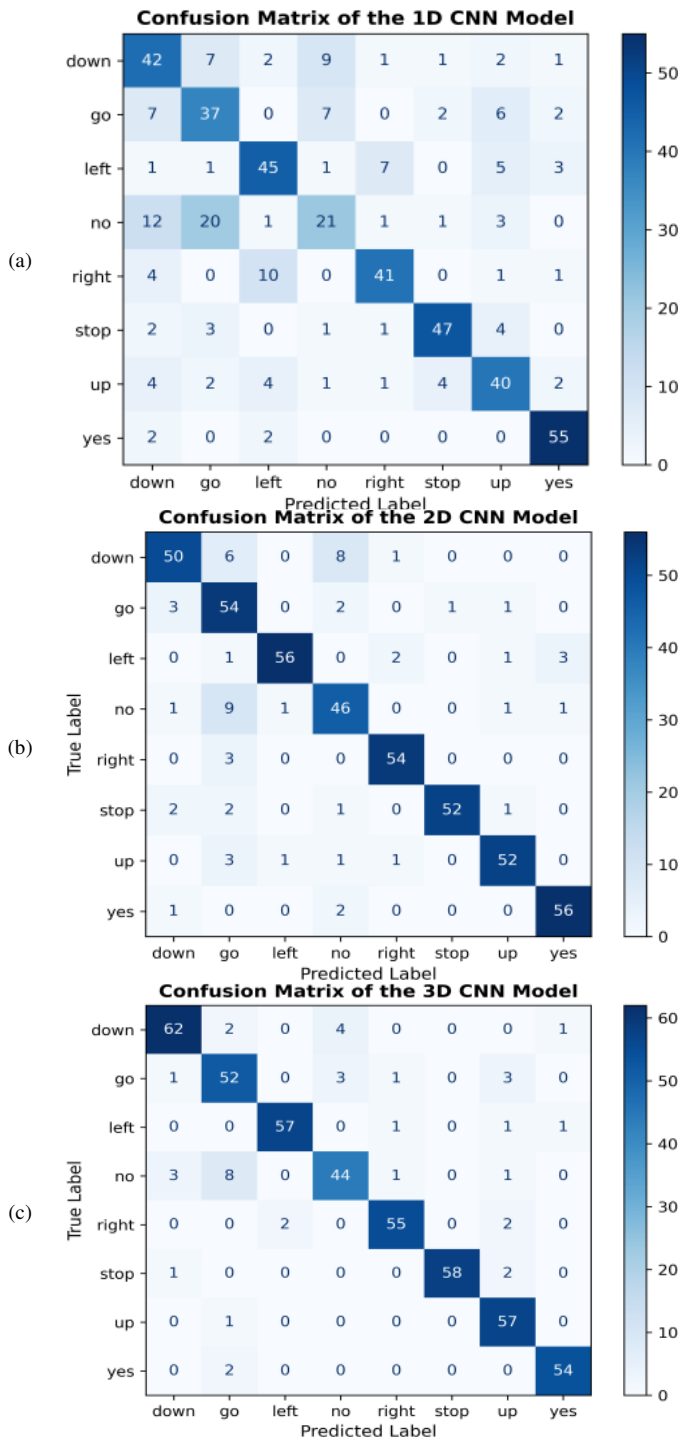 Confusion Matrix of the 1D CNN Model
down 42 7 2 9 1 1 2 1
50
go 7 37 0 7 0 2 6 2
40
left 1 1 45 1 7 0 5 3
30
no 12 20 1 21 1 1 3 0
(a)
right 4 0 10 0 41 0 1 1
20
stop 2 3 0 1 1 47 4 0
up 4 2 4 1 1 4 40 2
10
yes 2 0 2 0 0 0 0 55
0
down go left no right stop up yes
Predicted Label
Confusion Matrix of the 2D CNN Model
down 50 6 0 8 1 0 0 0
50
go 3 54 0 2 0 1 1 0
40
left 0 1 56 0 2 0 1 3
no 1 9 1 46 0 0 1 1
30
True Label
(b)
right 0 3 0 0 54 0 0 0
20
stop 2 2 0 1 0 52 1 0
up 0 3 1 1 1 0 52 0
10
yes 1 0 0 2 0 0 0 56
0
down go left no right stop up yes
Predicted Label
Confusion Matrix of the 3D CNN Model
60
down 62 2 0 4 0 0 0 1
50
go 1 52 0 3 1 0 3 0
left 0 0 57 0 1 0 1 1
40
no 3 8 0 44 1 0 1 0
30
True Label
(c)
right 0 0 2 0 55 0 2 0
20
stop 1 0 0 0 0 58 2 0
up 0 1 0 0 0 0 57 0
10
yes 0 2 0 0 0 0 0 54
0
down go left no right stop up yes
Predicted Label